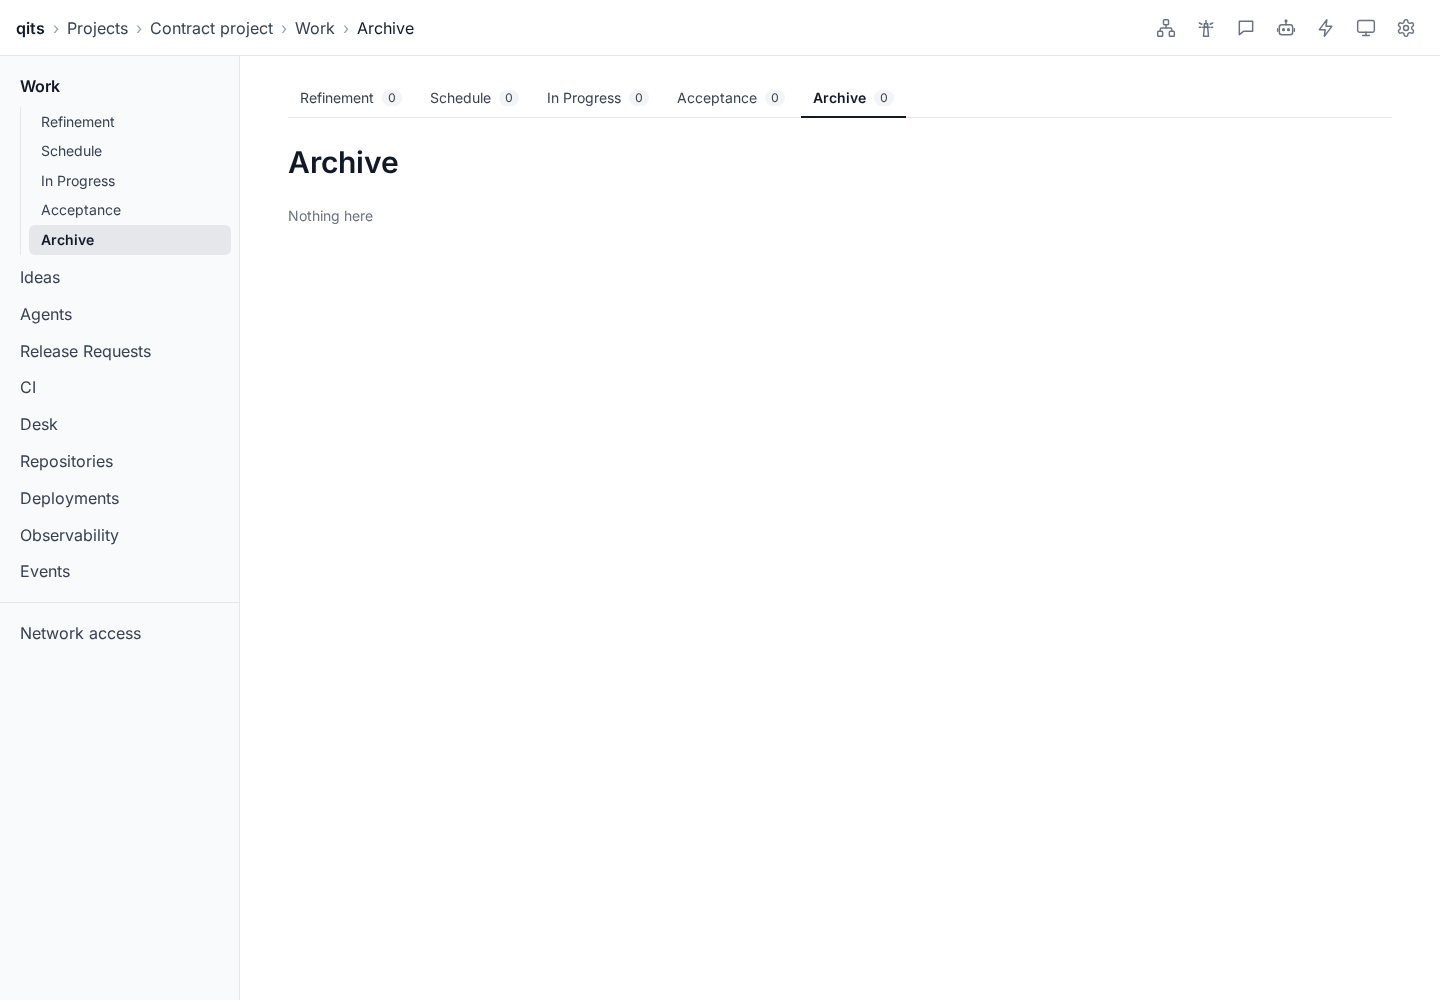 qits › Projects › Contract project › Work › Archive
Work
Refinement
Schedule
In Progress
Acceptance
Archive
Ideas
Agents
Release Requests
CI
Desk
Repositories
Deployments
Observability
Events
Network access
Refinement 0 Schedule 0 In Progress 0 Acceptance 0 Archive 0
Archive
Nothing here